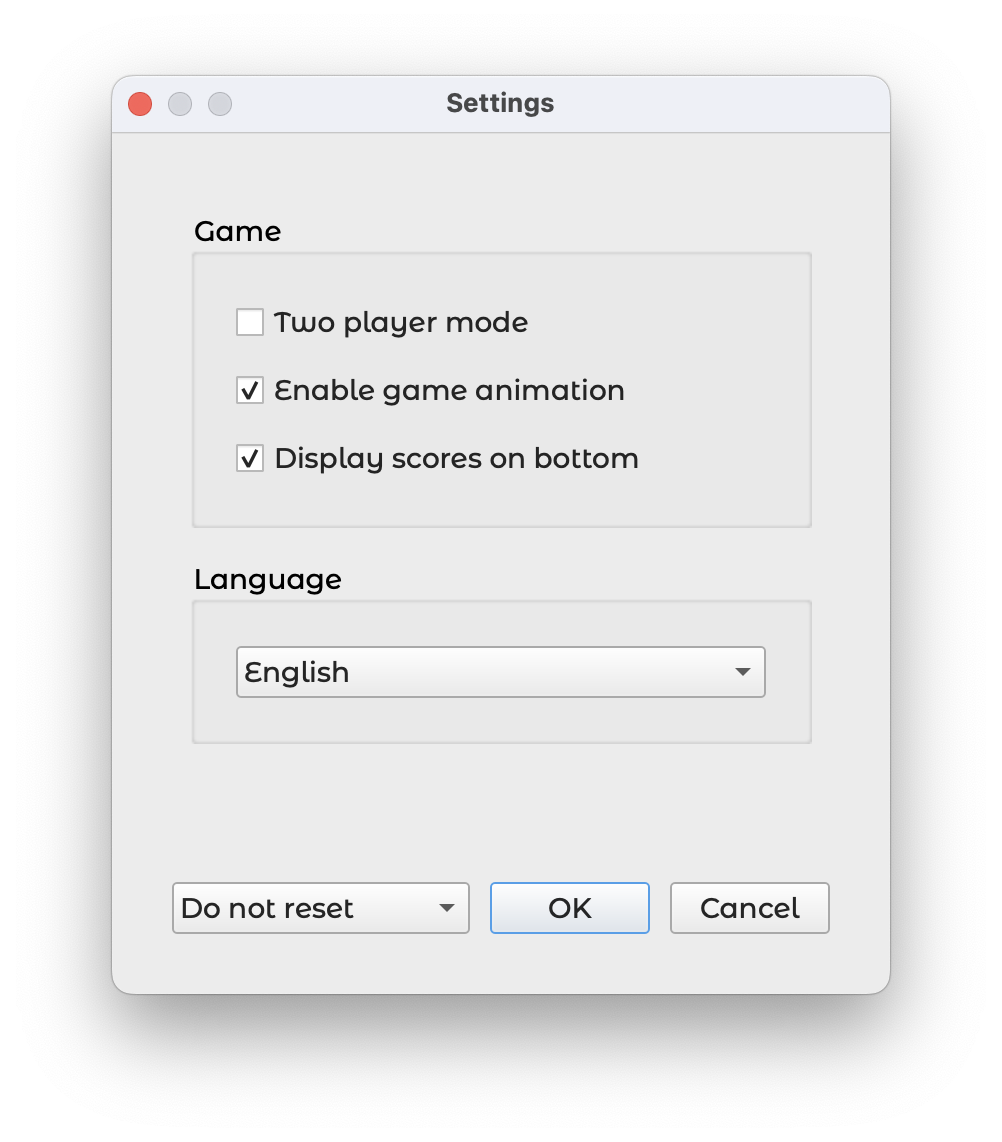 Settings
Game
Two player mode
Enable game animation
Display scores on bottom
Language
English
Do not reset
OK
Cancel